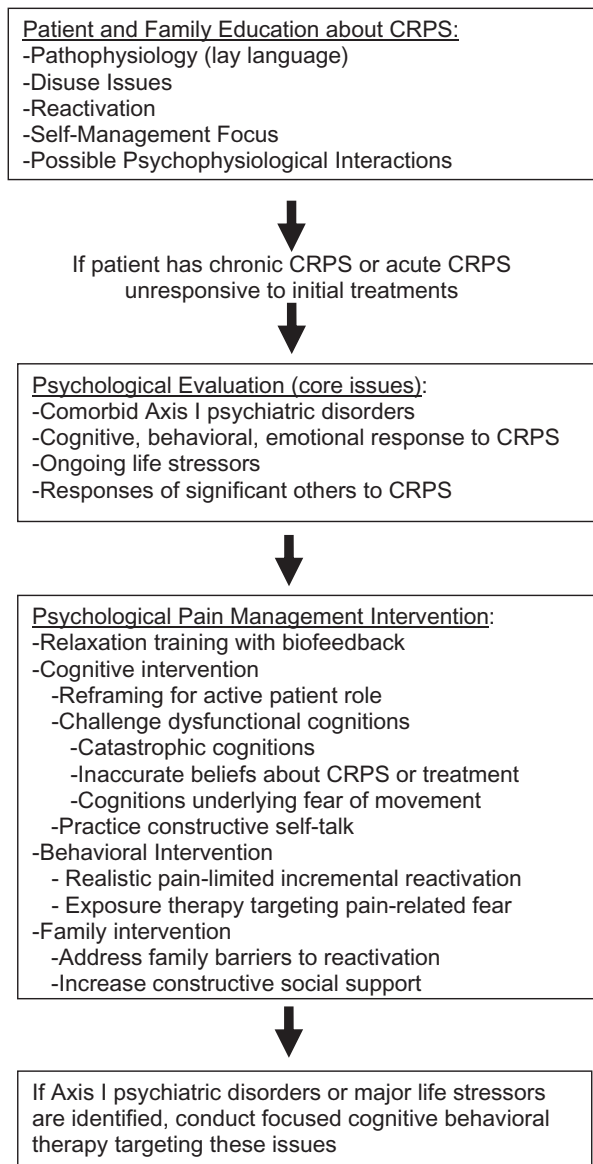 Patient and Family Education about CRPS:
-Pathophysiology (lay language)
-Disuse Issues
-Reactivation
-Self-Management Focus
-Possible Psychophysiological Interactions
If patient has chronic CRPS or acute CRPS
unresponsive to initial treatments
Psychological Evaluation (core issues):
-Comorbid Axis I psychiatric disorders
-Cognitive, behavioral, emotional response to CRPS
-Ongoing life stressors
-Responses of significant others to CRPS
Psychological Pain Management Intervention:
-Relaxation training with biofeedback
-Cognitive intervention
-Reframing for active patient role
-Challenge dysfunctional cognitions
-Catastrophic cognitions
-Inaccurate beliefs about CRPS or treatment
-Cognitions underlying fear of movement
-Practice constructive self-talk
-Behavioral Intervention
- Realistic pain-limited incremental reactivation
- Exposure therapy targeting pain-related fear
-Family intervention
-Address family barriers to reactivation
-Increase constructive social support
If Axis I psychiatric disorders or major life stressors
are identified, conduct focused cognitive behavioral
therapy targeting these issues